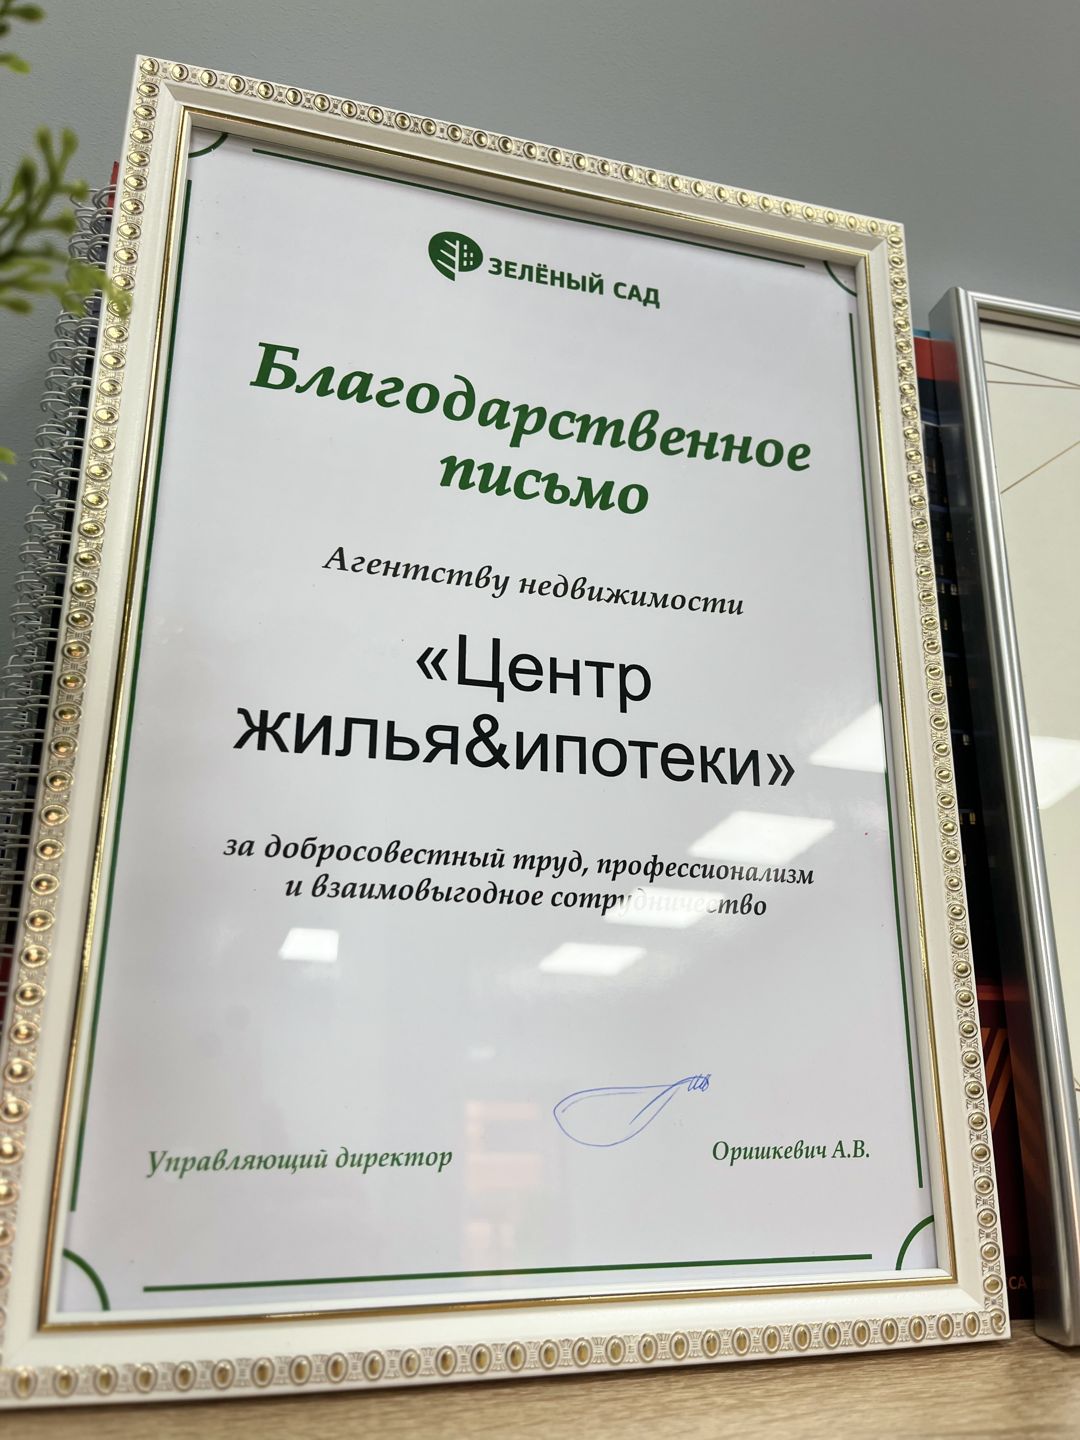 ЗЕЛЁНЫЙ САД
Благодарственное
письмо
Агентству недвижимости
«Центр
жилья&ипотеки»
за добросовестный труд, профессионализм
и взаимовыгодное сотрудничество
Управляющий директор
Оришкевич А.В.